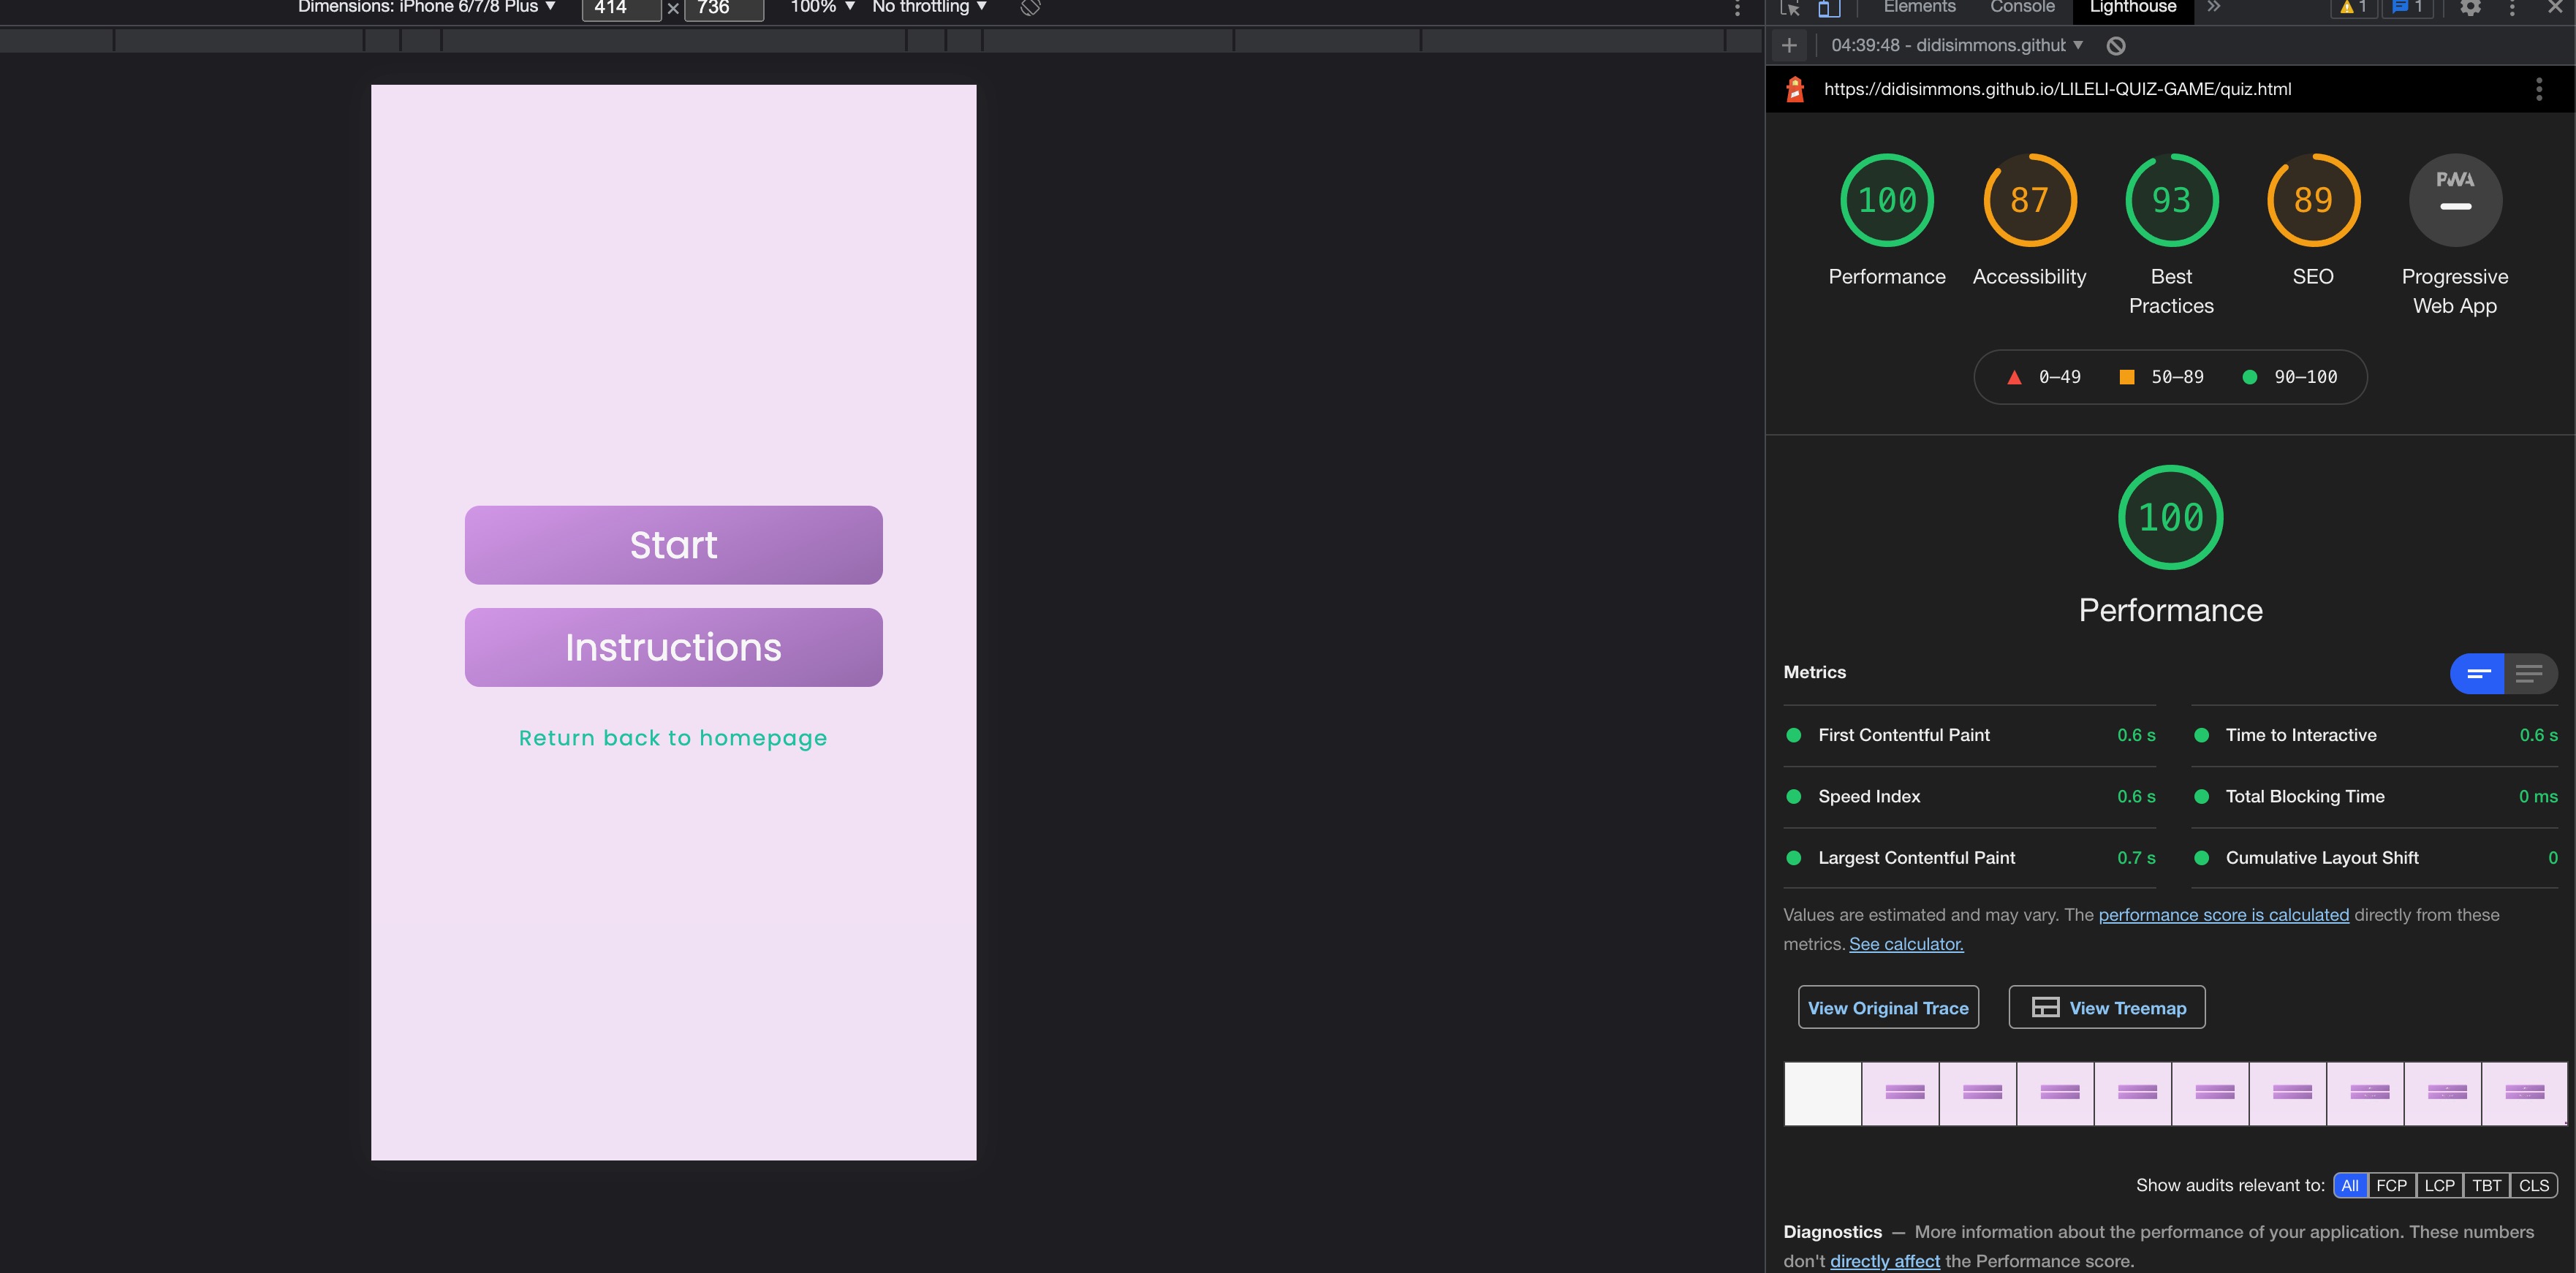 Dimensions: iPhone 6/7/8 Plus ▼ 414 × 736 100% ▼ No throttling ▼
Elements Console Lighthouse » 1 1
+ 04:39:48 - didisimmons.githut ▼
https://didisimmons.github.io/LILELI-QUIZ-GAME/quiz.html
100 87 93 89 PWA
Performance Accessibility Best Practices SEO Progressive Web App
0–49 50–89 90–100
100
Performance
Start
Instructions
Return back to homepage
Metrics
First Contentful Paint 0.6 s
Time to Interactive 0.6 s
Speed Index 0.6 s
Total Blocking Time 0 ms
Largest Contentful Paint 0.7 s
Cumulative Layout Shift 0
Values are estimated and may vary. The performance score is calculated directly from these
metrics. See calculator.
View Original Trace View Treemap
Show audits relevant to: All FCP LCP TBT CLS
Diagnostics — More information about the performance of your application. These numbers
don't directly affect the Performance score.